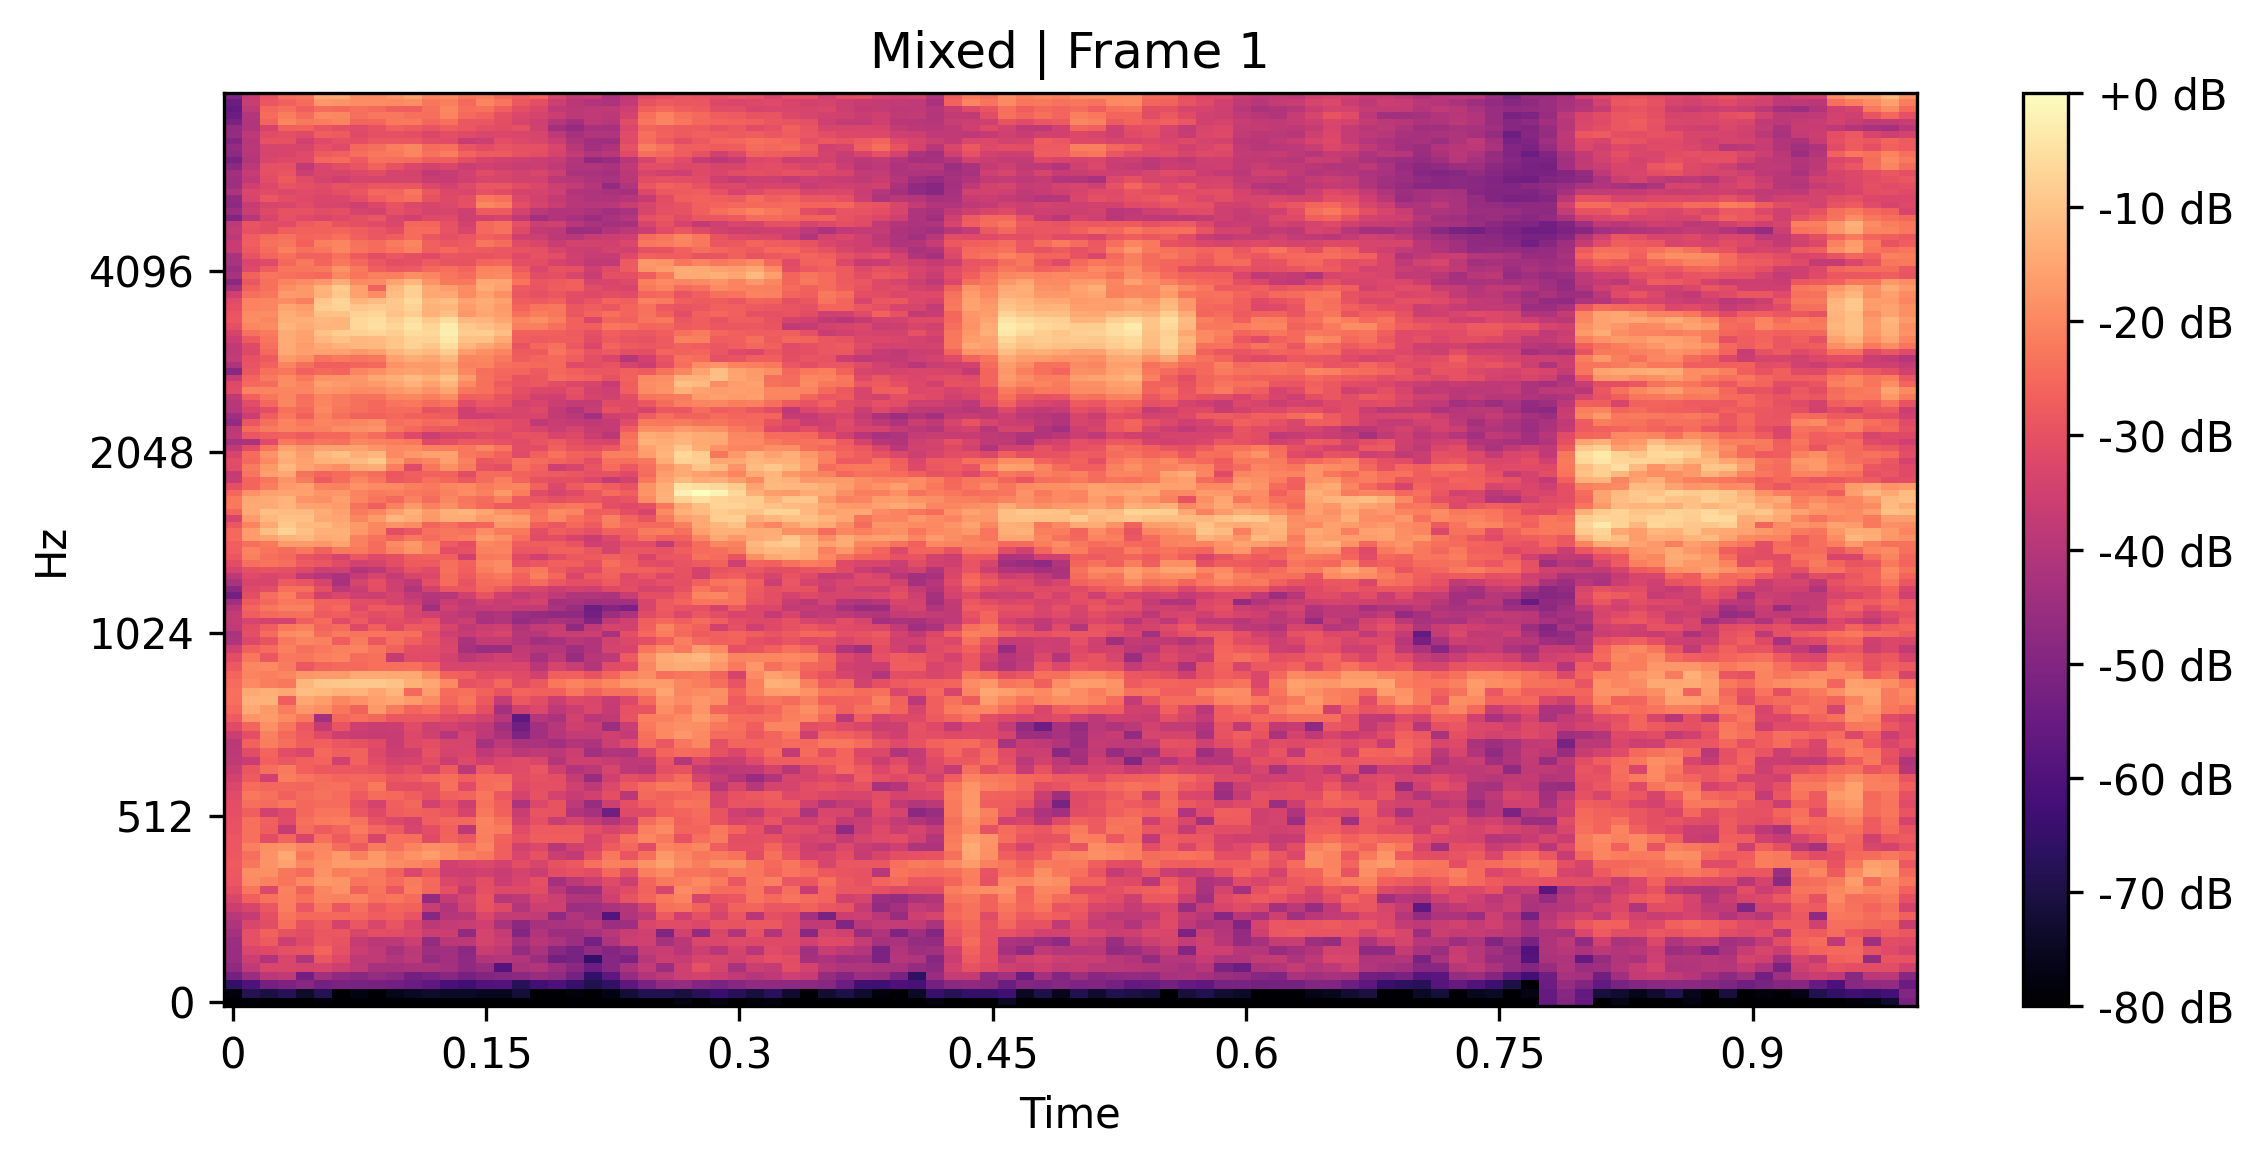 Mixed | Frame 1
+0 dB
-10 dB
-20 dB
-30 dB
-40 dB
-50 dB
-60 dB
-70 dB
-80 dB
Hz
4096
2048
1024
512
0
0 0.15 0.3 0.45 0.6 0.75 0.9
Time